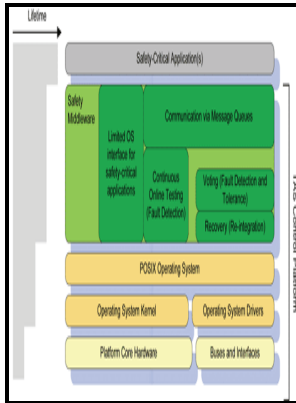 Lifetime
Safety-Critical Application(s)
Safety
Middleware
Limited OS
interface for
safety-critical
applications
Communication via Message Queues
Continuous
Online Testing
(Fault Detection)
Voting (Fault Detection and
Tolerance)
Recovery (Re-integration)
POSIX Operating System
Operating System Kernel
Operating System Drivers
Platform Core Hardware
Buses and Interfaces
TAS Control Platform